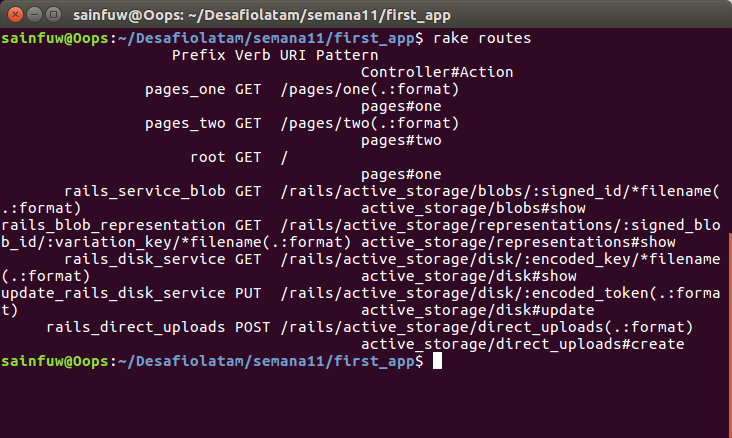 sainfuw@Oops: ~/Desafiolatam/semana11/first_app
sainfuw@Oops:~/Desafiolatam/semana11/first_app$ rake routes
                   Prefix Verb URI Pattern
                                        Controller#Action
                pages_one GET  /pages/one(.:format)
                                        pages#one
                pages_two GET  /pages/two(.:format)
                                        pages#two
                     root GET  /
                                        pages#one
       rails_service_blob GET  /rails/active_storage/blobs/:signed_id/*filename(
.:format)                               active_storage/blobs#show
rails_blob_representation GET  /rails/active_storage/representations/:signed_blo
b_id/:variation_key/*filename(.:format) active_storage/representations#show
       rails_disk_service GET  /rails/active_storage/disk/:encoded_key/*filename
(.:format)                              active_storage/disk#show
update_rails_disk_service PUT  /rails/active_storage/disk/:encoded_token(.:forma
t)                                      active_storage/disk#update
     rails_direct_uploads POST /rails/active_storage/direct_uploads(.:format)
                                        active_storage/direct_uploads#create
sainfuw@Oops:~/Desafiolatam/semana11/first_app$